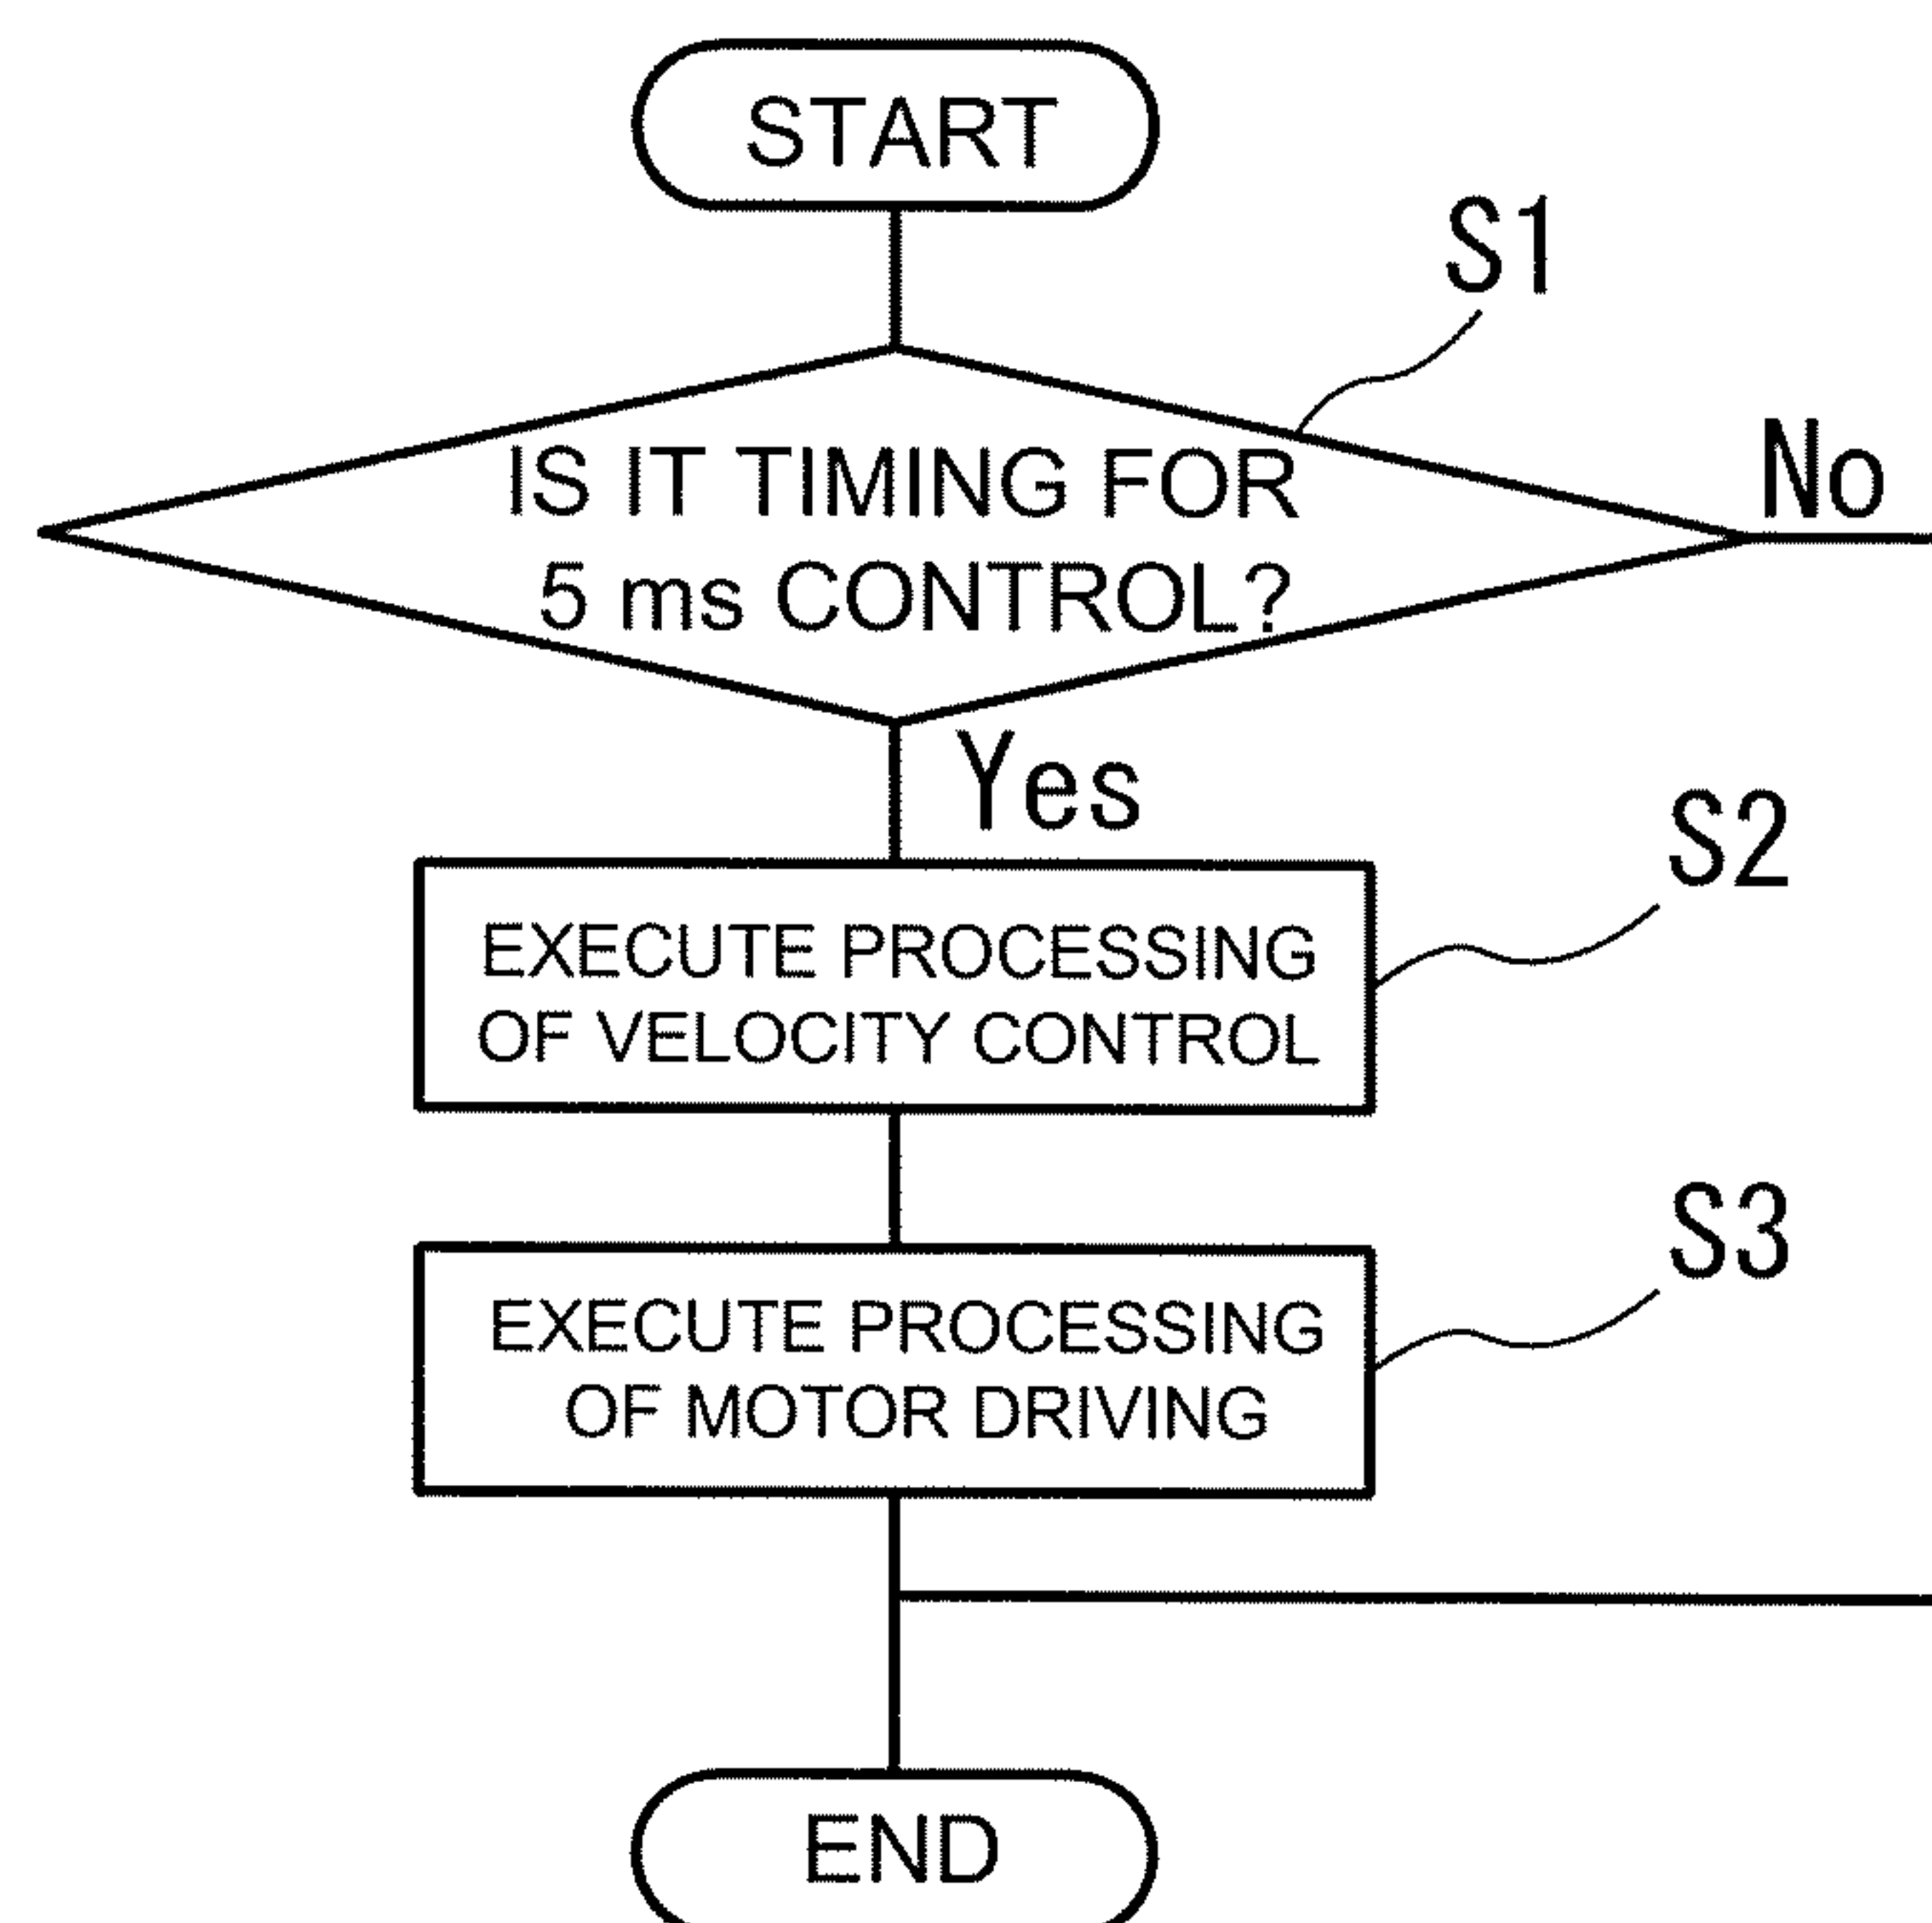 START
S1
IS IT TIMING FOR
5 ms CONTROL?
No
Yes
S2
EXECUTE PROCESSING
OF VELOCITY CONTROL
S3
EXECUTE PROCESSING
OF MOTOR DRIVING
END